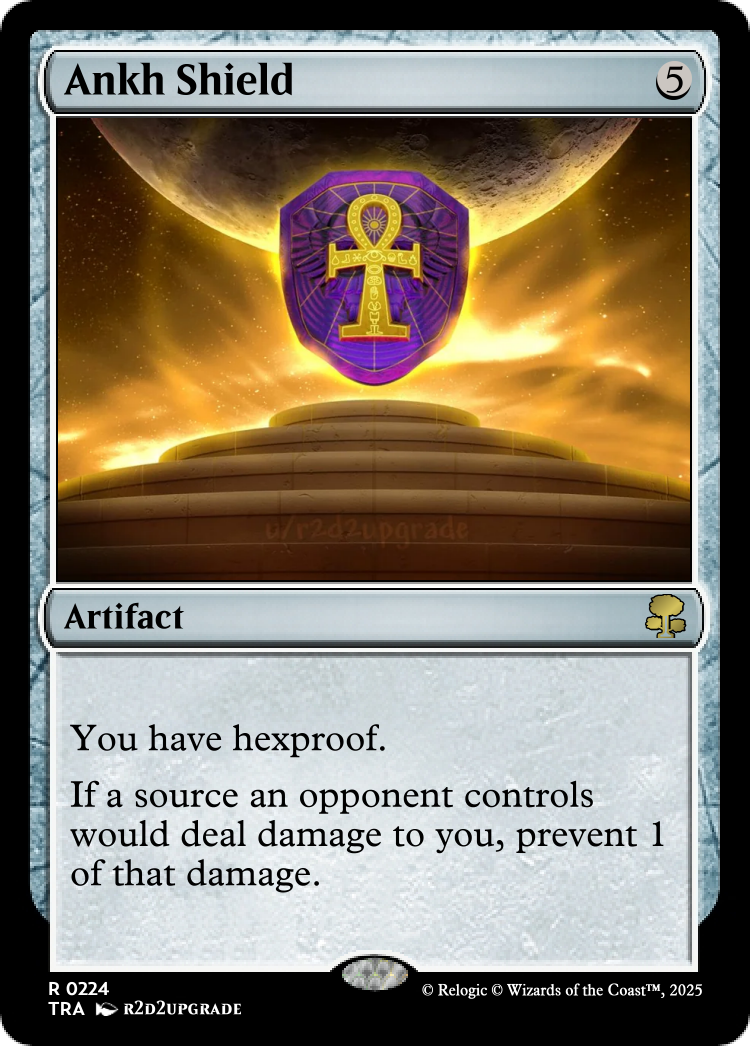 Ankh Shield 5
u/r2d2upgrade
Artifact
You have hexproof.
If a source an opponent controls
would deal damage to you, prevent 1
of that damage.
R 0224
TRA R2D2UPGRADE
© Relogic © Wizards of the Coast™, 2025